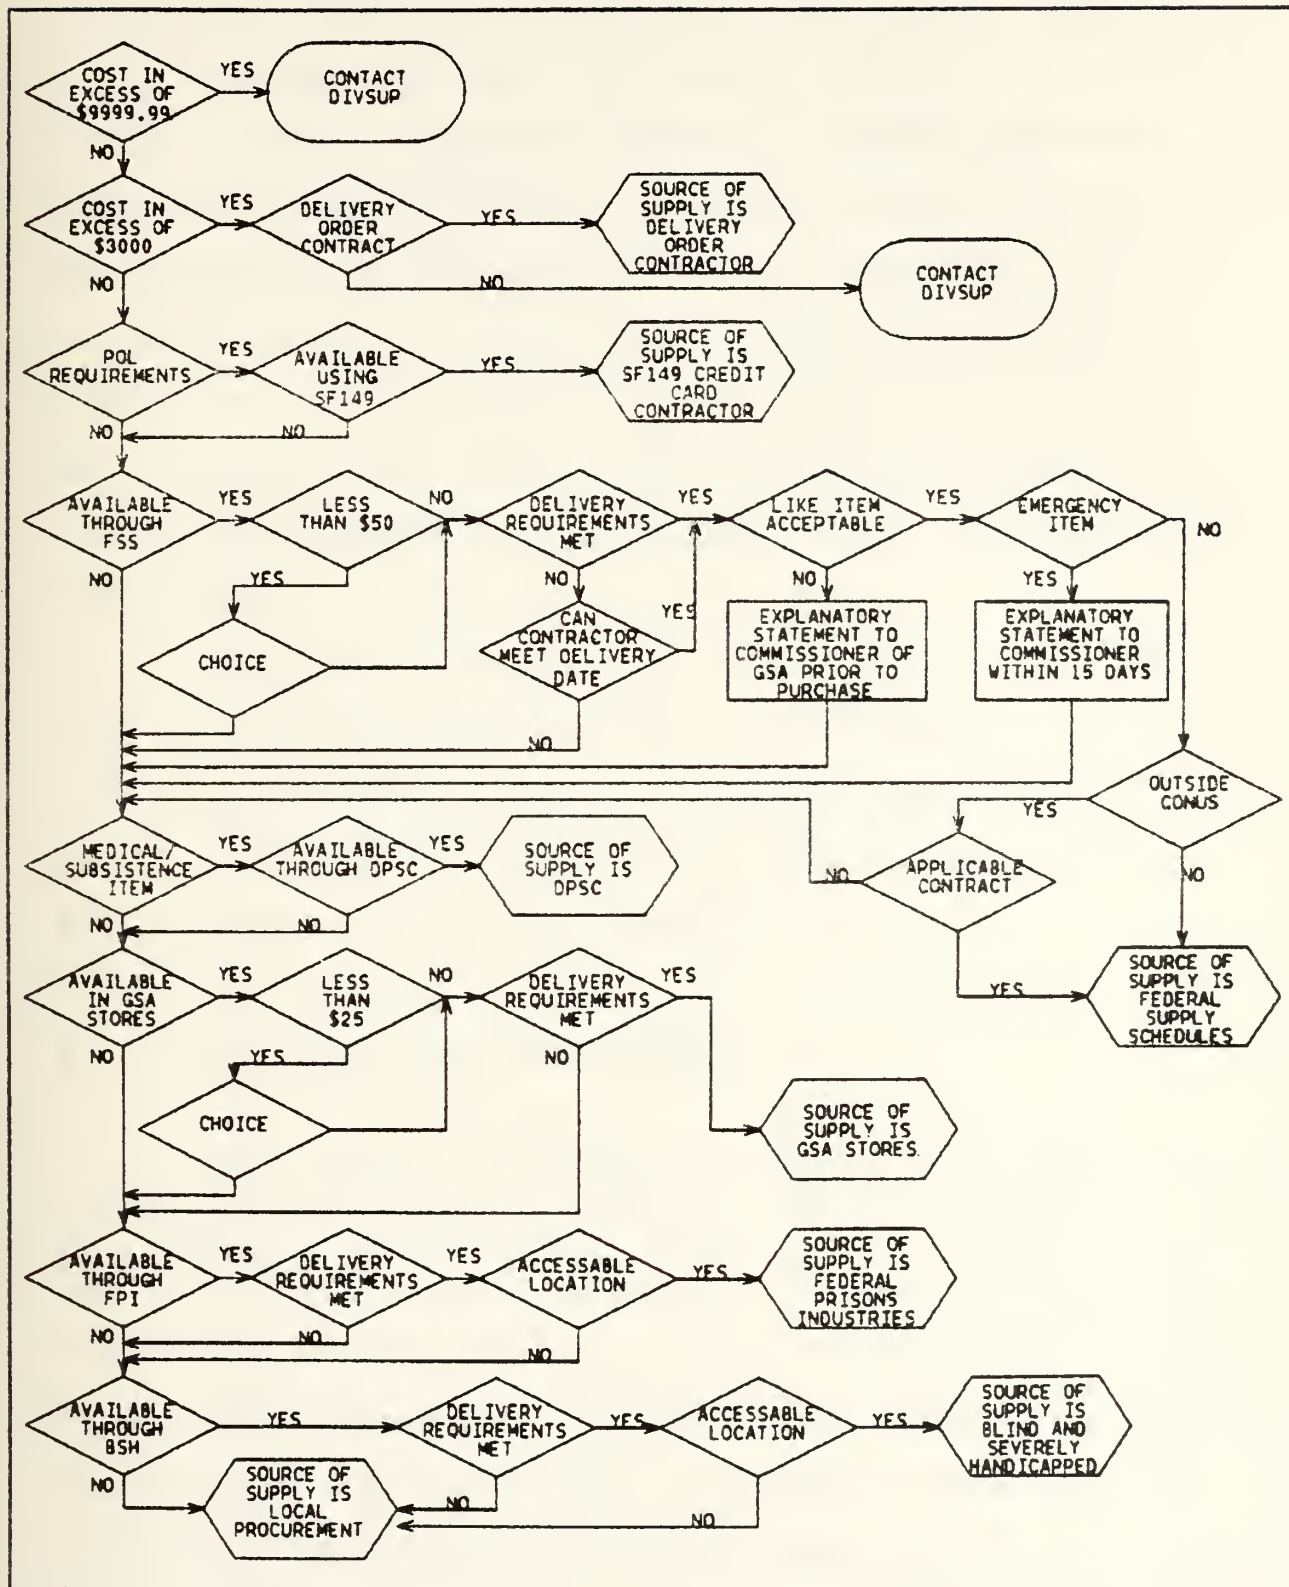 COST IN
EXCESS OF
$9999.99
YES
CONTACT
DIVSUP
NO
COST IN
EXCESS OF
$3000
YES
DELIVERY
ORDER
CONTRACT
YES
SOURCE OF
SUPPLY IS
DELIVERY
ORDER
CONTRACTOR
NO
NO
CONTACT
DIVSUP
POL
REQUIREMENTS
YES
AVAILABLE
USING
SF149
YES
SOURCE OF
SUPPLY IS
SF149 CREDIT
CARD
CONTRACTOR
NO
NO
AVAILABLE
THROUGH
FSS
YES
LESS
THAN $50
NO
DELIVERY
REQUIREMENTS
MET
YES
LIKE ITEM
ACCEPTABLE
YES
EMERGENCY
ITEM
NO
NO
YES
NO
NO
YES
CHOICE
CAN
CONTRACTOR
MEET DELIVERY
DATE
YES
EXPLANATORY
STATEMENT TO
COMMISSIONER OF
GSA PRIOR TO
PURCHASE
EXPLANATORY
STATEMENT TO
COMMISSIONER
WITHIN 15 DAYS
NO
OUTSIDE
CONUS
YES
NO
APPLICABLE
CONTRACT
NO
YES
SOURCE OF
SUPPLY IS
FEDERAL
SUPPLY
SCHEDULES
MEDICAL/
SUBSISTENCE
ITEM
YES
AVAILABLE
THROUGH DPSC
YES
SOURCE OF
SUPPLY IS
DPSC
NO
NO
AVAILABLE
IN GSA
STORES
YES
LESS
THAN
$25
NO
DELIVERY
REQUIREMENTS
MET
YES
NO
YES
NO
CHOICE
SOURCE OF
SUPPLY IS
GSA STORES.
AVAILABLE
THROUGH
FPI
YES
DELIVERY
REQUIREMENTS
MET
YES
ACCESSABLE
LOCATION
YES
SOURCE OF
SUPPLY IS
FEDERAL
PRISONS
INDUSTRIES
NO
NO
NO
AVAILABLE
THROUGH
BSH
YES
DELIVERY
REQUIREMENTS
MET
YES
ACCESSABLE
LOCATION
YES
SOURCE OF
SUPPLY IS
BLIND AND
SEVERELY
HANDICAPPED
NO
SOURCE OF
SUPPLY IS
LOCAL
PROCUREMENT
NO
NO